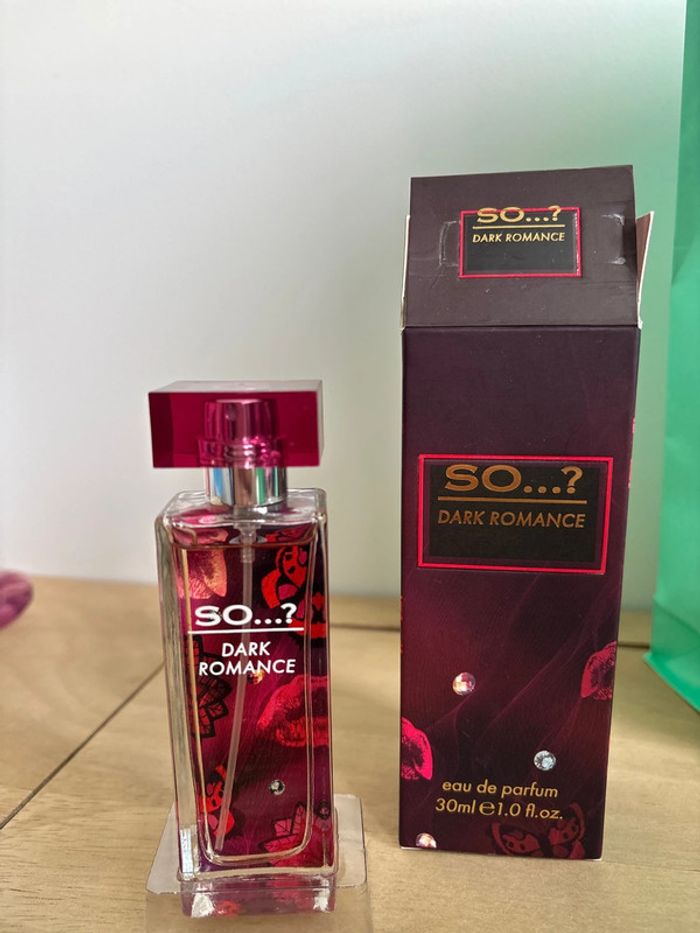 SO...?
DARK ROMANCE
SO...?
DARK ROMANCE
eau de parfum
30ml ℮ 1.0 fl.oz.
SO...?
DARK
ROMANCE